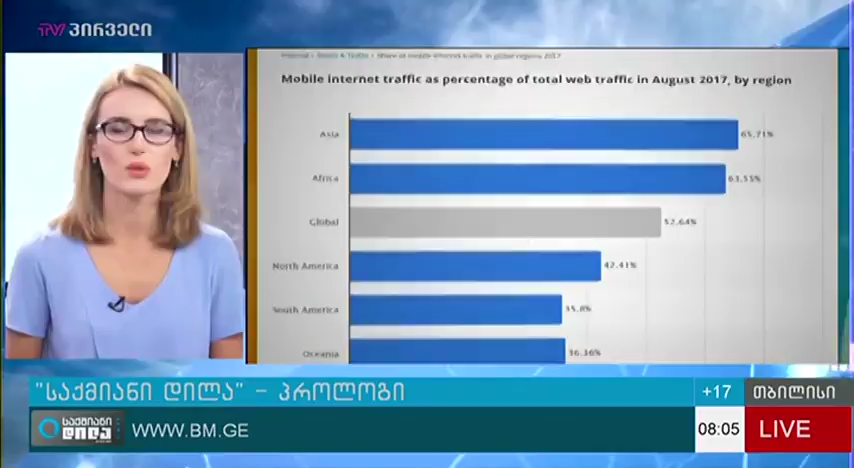 TV ᲞᲘᲠᲕᲔᲚᲘ
Mobile internet traffic as percentage of total web traffic in August 2017, by region
Asia 65.71%
Africa
Global 52.64%
North America 42.41%
South America 35.8%
Oceania 36.36%
"ᲡᲐᲥᲛᲘᲐᲜᲘ ᲓᲘᲚᲐ" - ᲞᲠᲝᲚᲝᲒᲘ
+17 ᲗᲑᲘᲚᲘᲡᲘ
ᲡᲐᲥᲛᲘᲐᲜᲘ
ᲓᲘᲚᲐ
WWW.BM.GE
08:05 LIVE